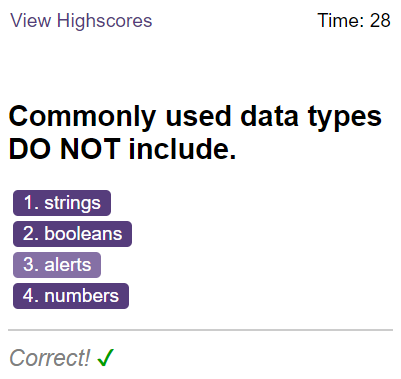 View Highscores
Time: 28
Commonly used data types
DO NOT include.
1. strings
2. booleans
3. alerts
4. numbers
Correct! ✓